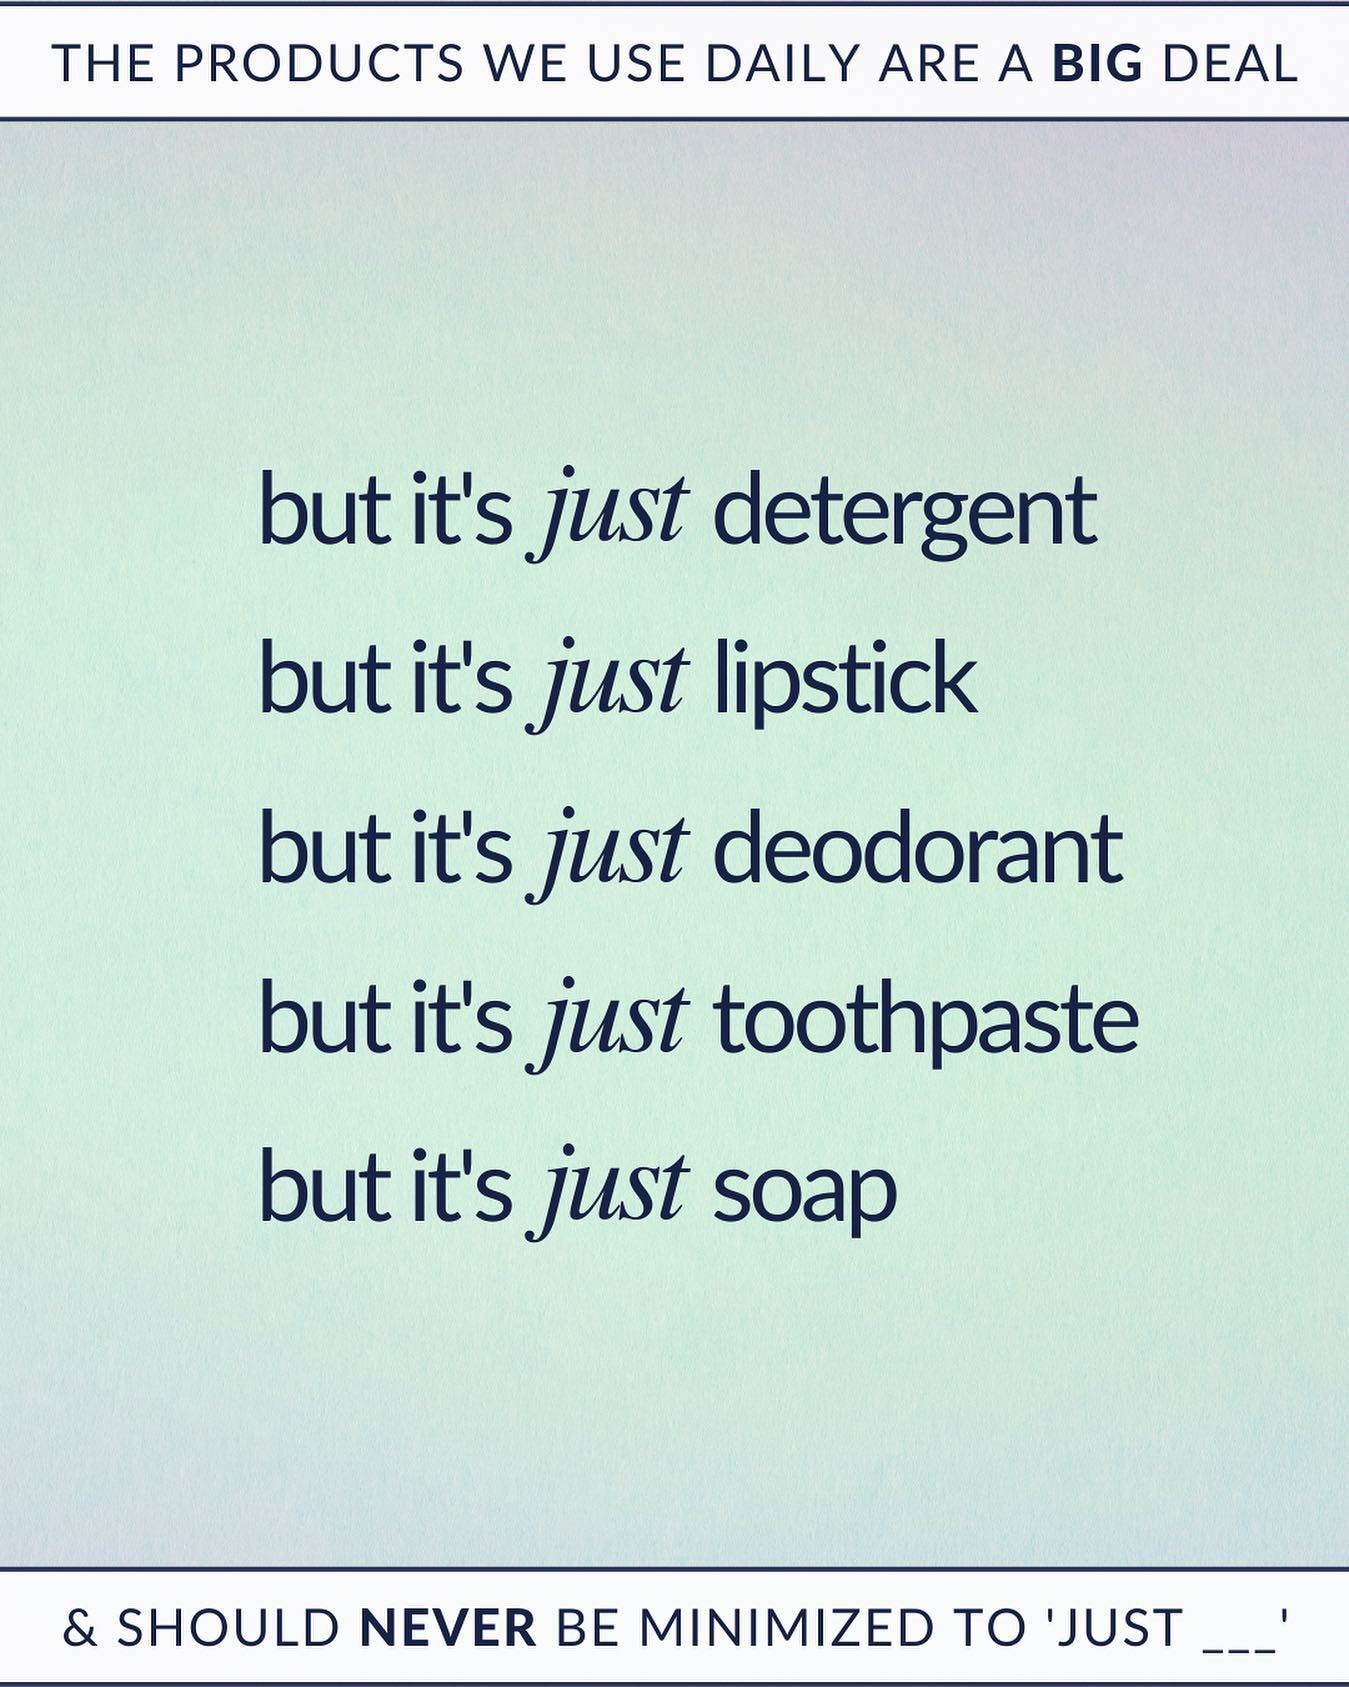 THE PRODUCTS WE USE DAILY ARE A BIG DEAL
but it's just detergent
but it's just lipstick
but it's just deodorant
but it's just toothpaste
but it's just soap
& SHOULD NEVER BE MINIMIZED TO 'JUST ___'